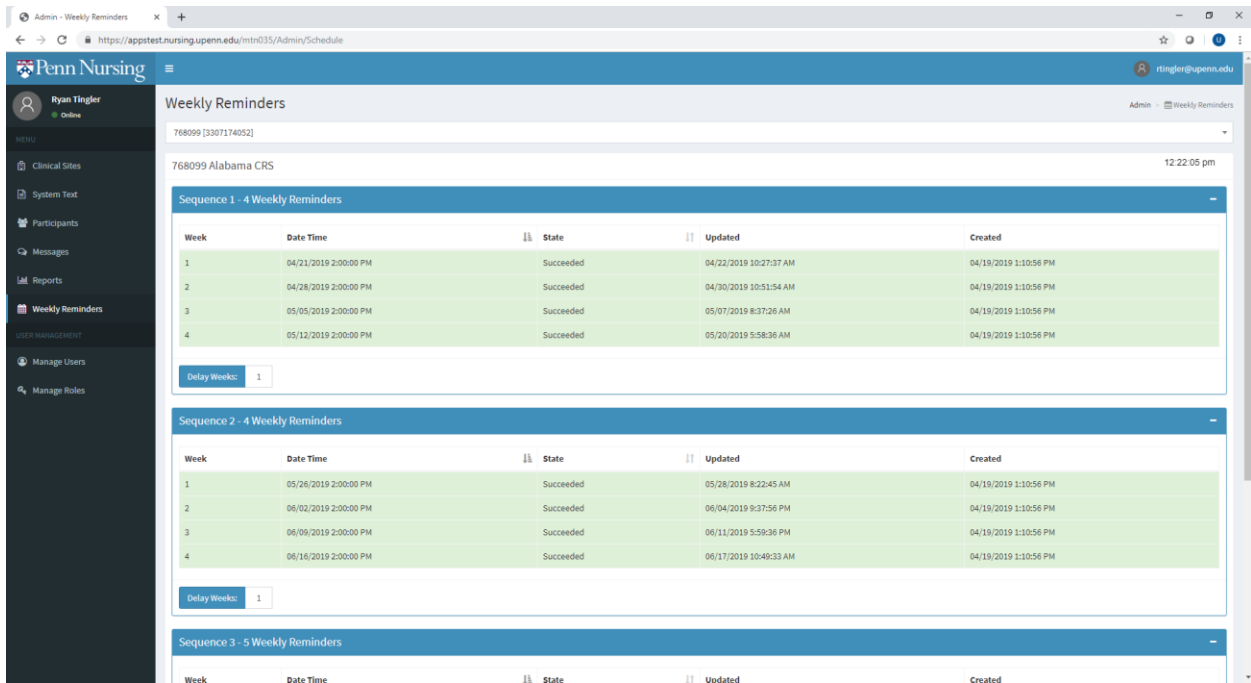 Admin - Weekly Reminders
https://appstest.nursing.upenn.edu/mtn035/Admin/Schedule
U
Penn Nursing
rtingler@upenn.edu
Ryan Tingler
Online
MENU
Clinical Sites
System Text
Participants
Messages
Reports
Weekly Reminders
USER MANAGEMENT
Manage Users
Manage Roles
Weekly Reminders
Admin > Weekly Reminders
768099 [3307174052]
768099 Alabama CRS
12:22:05 pm
Sequence 1 - 4 Weekly Reminders
Week Date Time State Updated Created
1 04/21/2019 2:00:00 PM Succeeded 04/22/2019 10:27:37 AM 04/19/2019 1:10:56 PM
2 04/28/2019 2:00:00 PM Succeeded 04/30/2019 10:51:54 AM 04/19/2019 1:10:56 PM
3 05/05/2019 2:00:00 PM Succeeded 05/07/2019 8:37:26 AM 04/19/2019 1:10:56 PM
4 05/12/2019 2:00:00 PM Succeeded 05/20/2019 5:58:36 AM 04/19/2019 1:10:56 PM
Delay Weeks: 1
Sequence 2 - 4 Weekly Reminders
Week Date Time State Updated Created
1 05/26/2019 2:00:00 PM Succeeded 05/28/2019 8:22:45 AM 04/19/2019 1:10:56 PM
2 06/02/2019 2:00:00 PM Succeeded 06/04/2019 9:37:56 PM 04/19/2019 1:10:56 PM
3 06/09/2019 2:00:00 PM Succeeded 06/11/2019 5:59:36 PM 04/19/2019 1:10:56 PM
4 06/16/2019 2:00:00 PM Succeeded 06/17/2019 10:49:33 AM 04/19/2019 1:10:56 PM
Delay Weeks: 1
Sequence 3 - 5 Weekly Reminders
Week Date Time State Updated Created